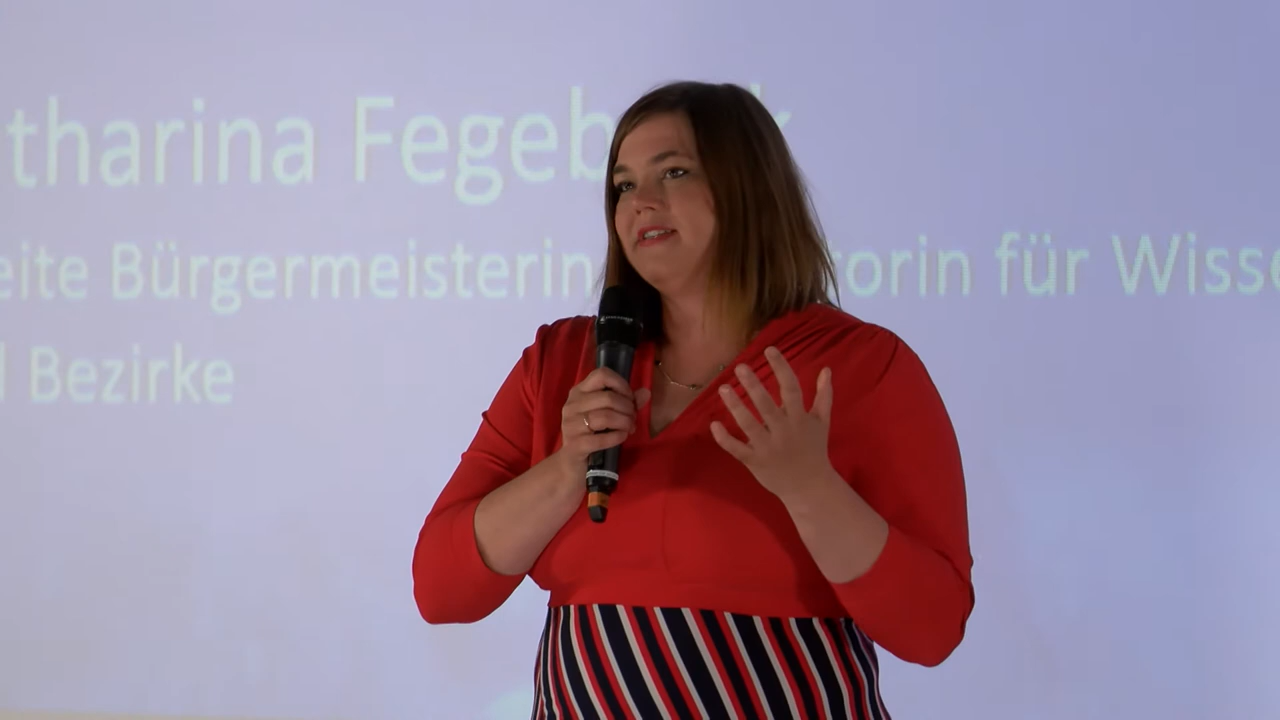 tharina Fegeb k
eite Bürgermeisterin torin für Wisse
d Bezirke